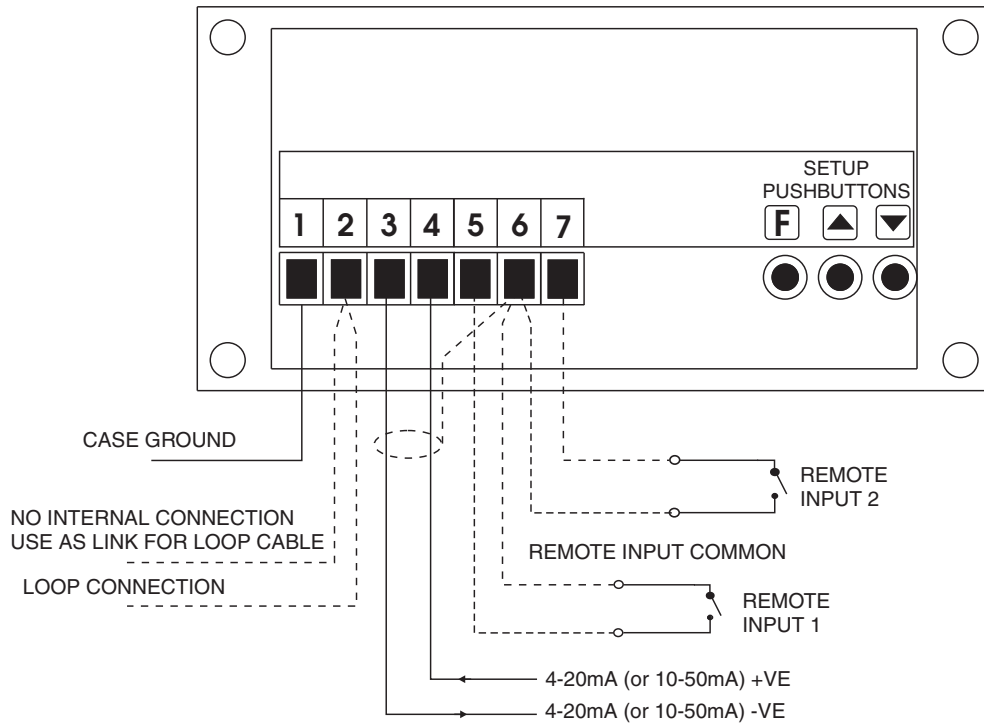 SETUP
PUSHBUTTONS
1 2 3 4 5 6 7
F
CASE GROUND
NO INTERNAL CONNECTION
USE AS LINK FOR LOOP CABLE
LOOP CONNECTION
REMOTE
INPUT 2
REMOTE INPUT COMMON
REMOTE
INPUT 1
4-20mA (or 10-50mA) +VE
4-20mA (or 10-50mA) -VE